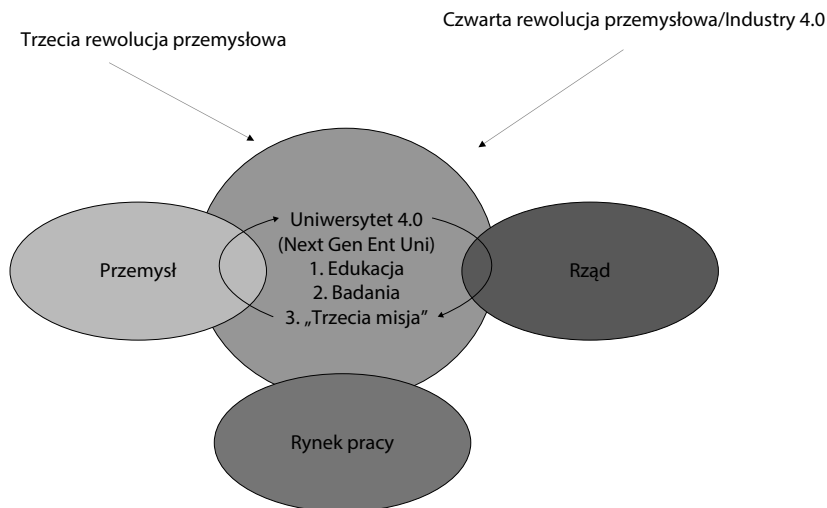 Czwarta rewolucja przemysłowa/Industry 4.0
Trzecia rewolucja przemysłowa
Uniwersytet 4.0
(Next Gen Ent Uni)
1. Edukacja
2. Badania
3. „Trzecia misja”
Przemysł
Rząd
Rynek pracy